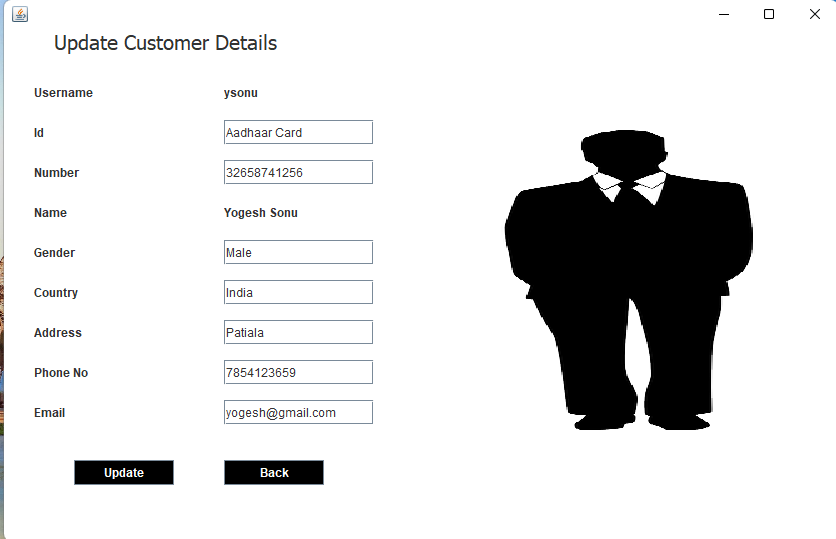 Update Customer Details
Username ysonu
Id Aadhaar Card
Number 32658741256
Name Yogesh Sonu
Gender Male
Country India
Address Patiala
Phone No 7854123659
Email yogesh@gmail.com
Update Back